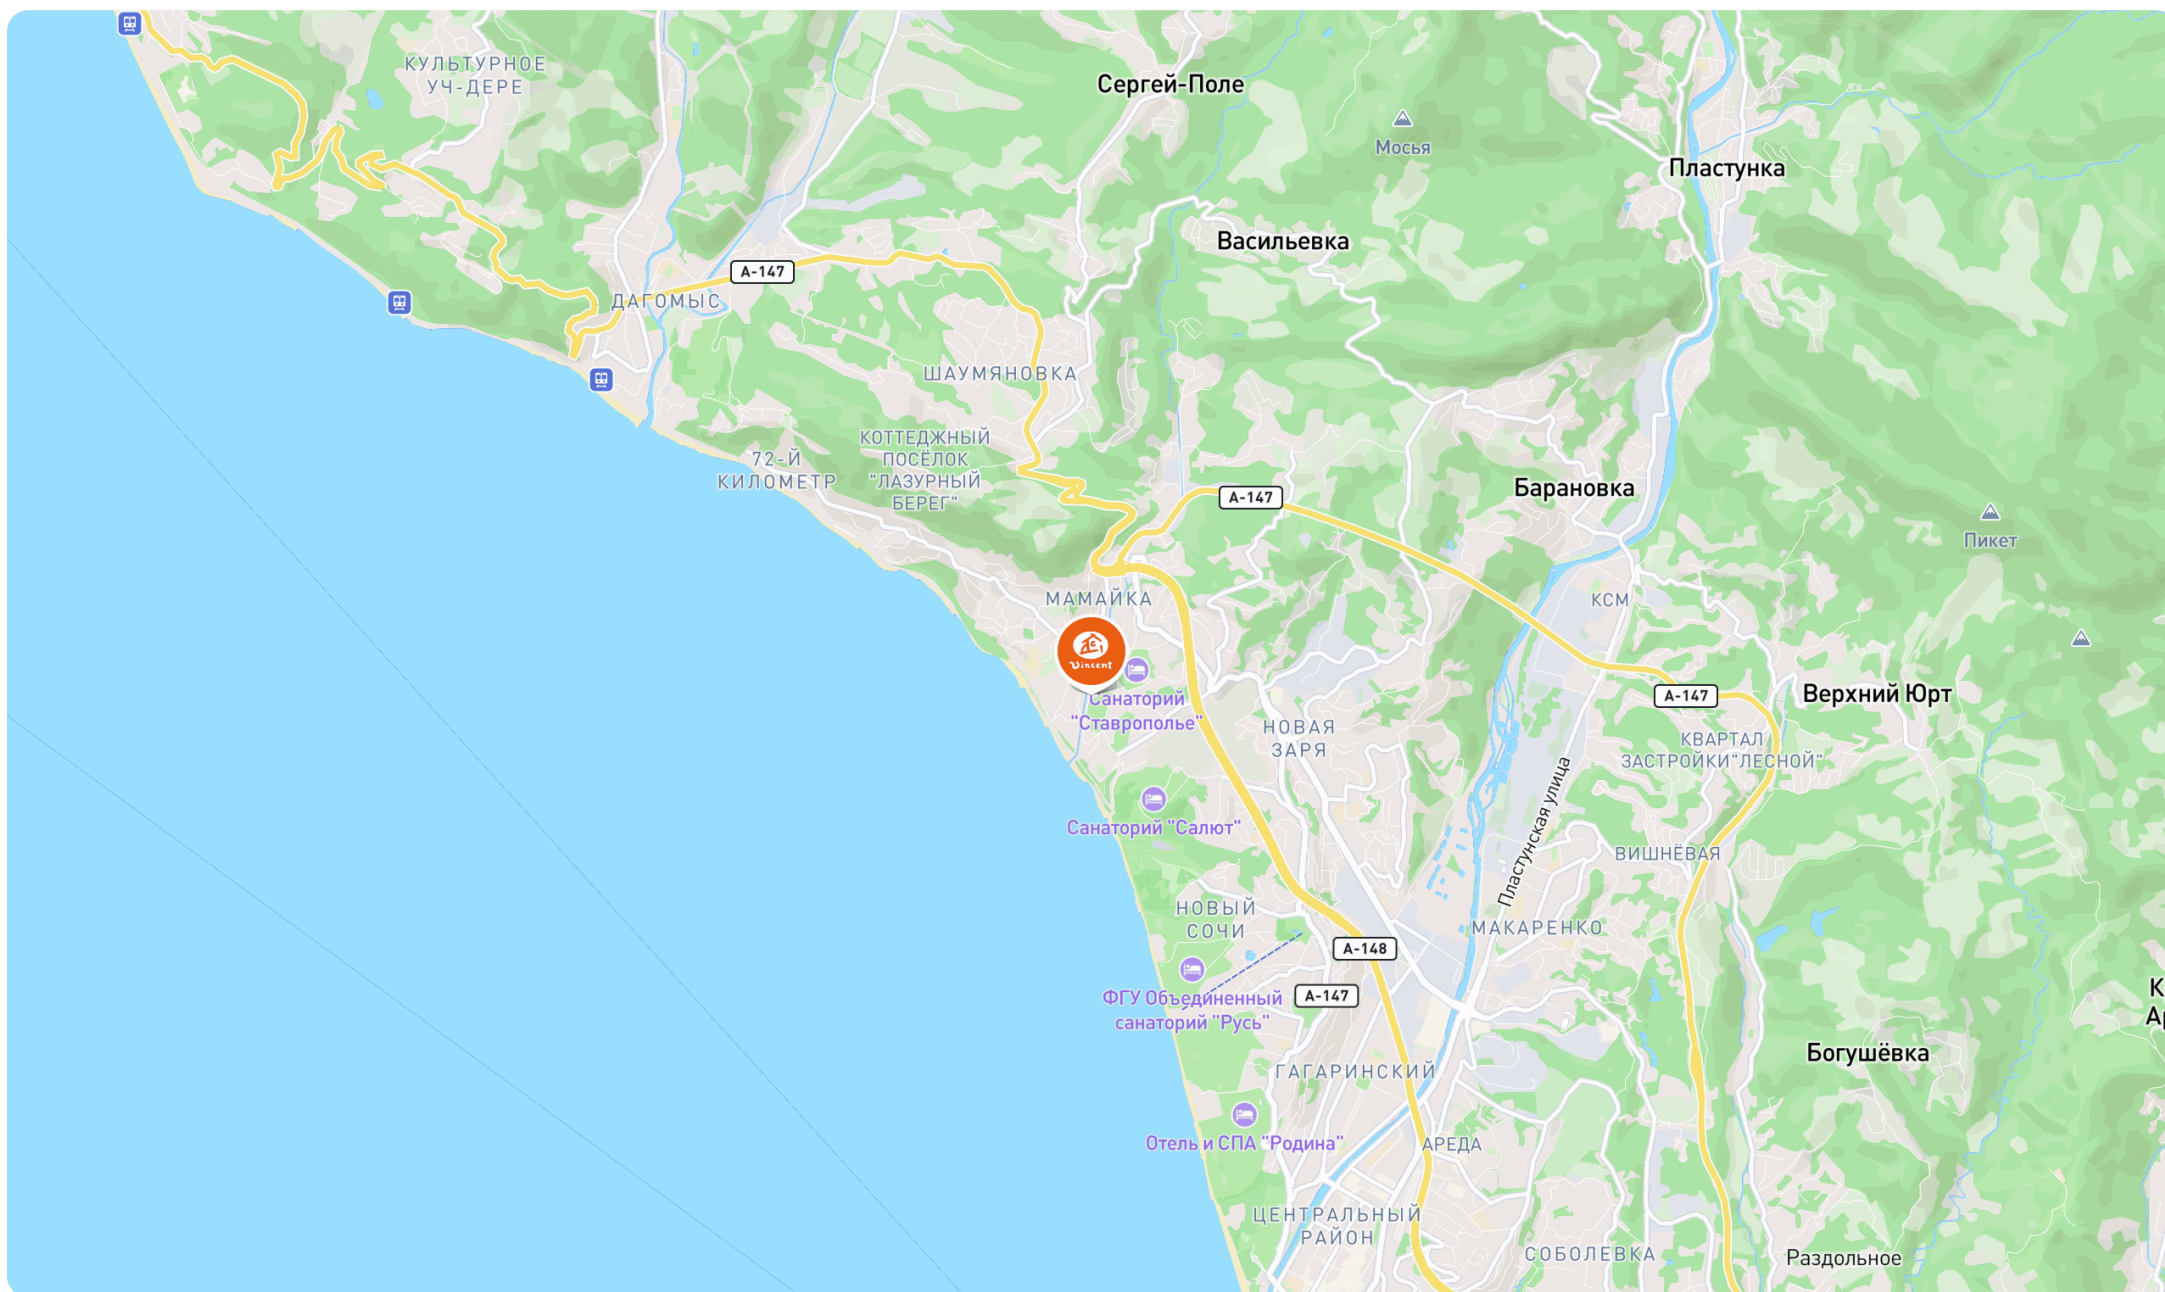 КУЛЬТУРНОЕ
УЧ-ДЕРЕ
Сергей-Поле
Мосья
Пластунка
Васильевка
А-147
ДАГОМЫС
ШАУМЯНОВКА
КОТТЕДЖНЫЙ
ПОСЁЛОК
"ЛАЗУРНЫЙ
БЕРЕГ"
72-Й
КИЛОМЕТР
А-147
Барановка
Пикет
МАМАЙКА
КСМ
Vincent
Санаторий
"Ставрополье"
А-147
Верхний Юрт
НОВАЯ
ЗАРЯ
КВАРТАЛ
ЗАСТРОЙКИ"ЛЕСНОЙ"
Пластунская улица
Санаторий "Салют"
ВИШНЁВАЯ
НОВЫЙ
СОЧИ
МАКАРЕНКО
А-148
А-147
ФГУ Объединенный
санаторий "Русь"
К
Ар
Богушёвка
ГАГАРИНСКИЙ
Отель и СПА "Родина"
АРЕДА
ЦЕНТРАЛЬНЫЙ
РАЙОН
СОБОЛЕВКА
Раздольное